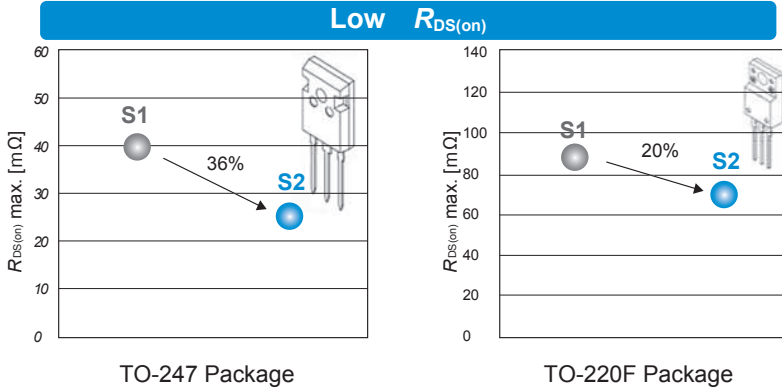 Low RDS(on)
RDS(on) max. [mΩ]
60
50
40
30
20
10
0
S1
36%
S2
TO-247 Package
RDS(on) max. [mΩ]
140
120
100
80
60
40
20
0
S1
20%
S2
TO-220F Package